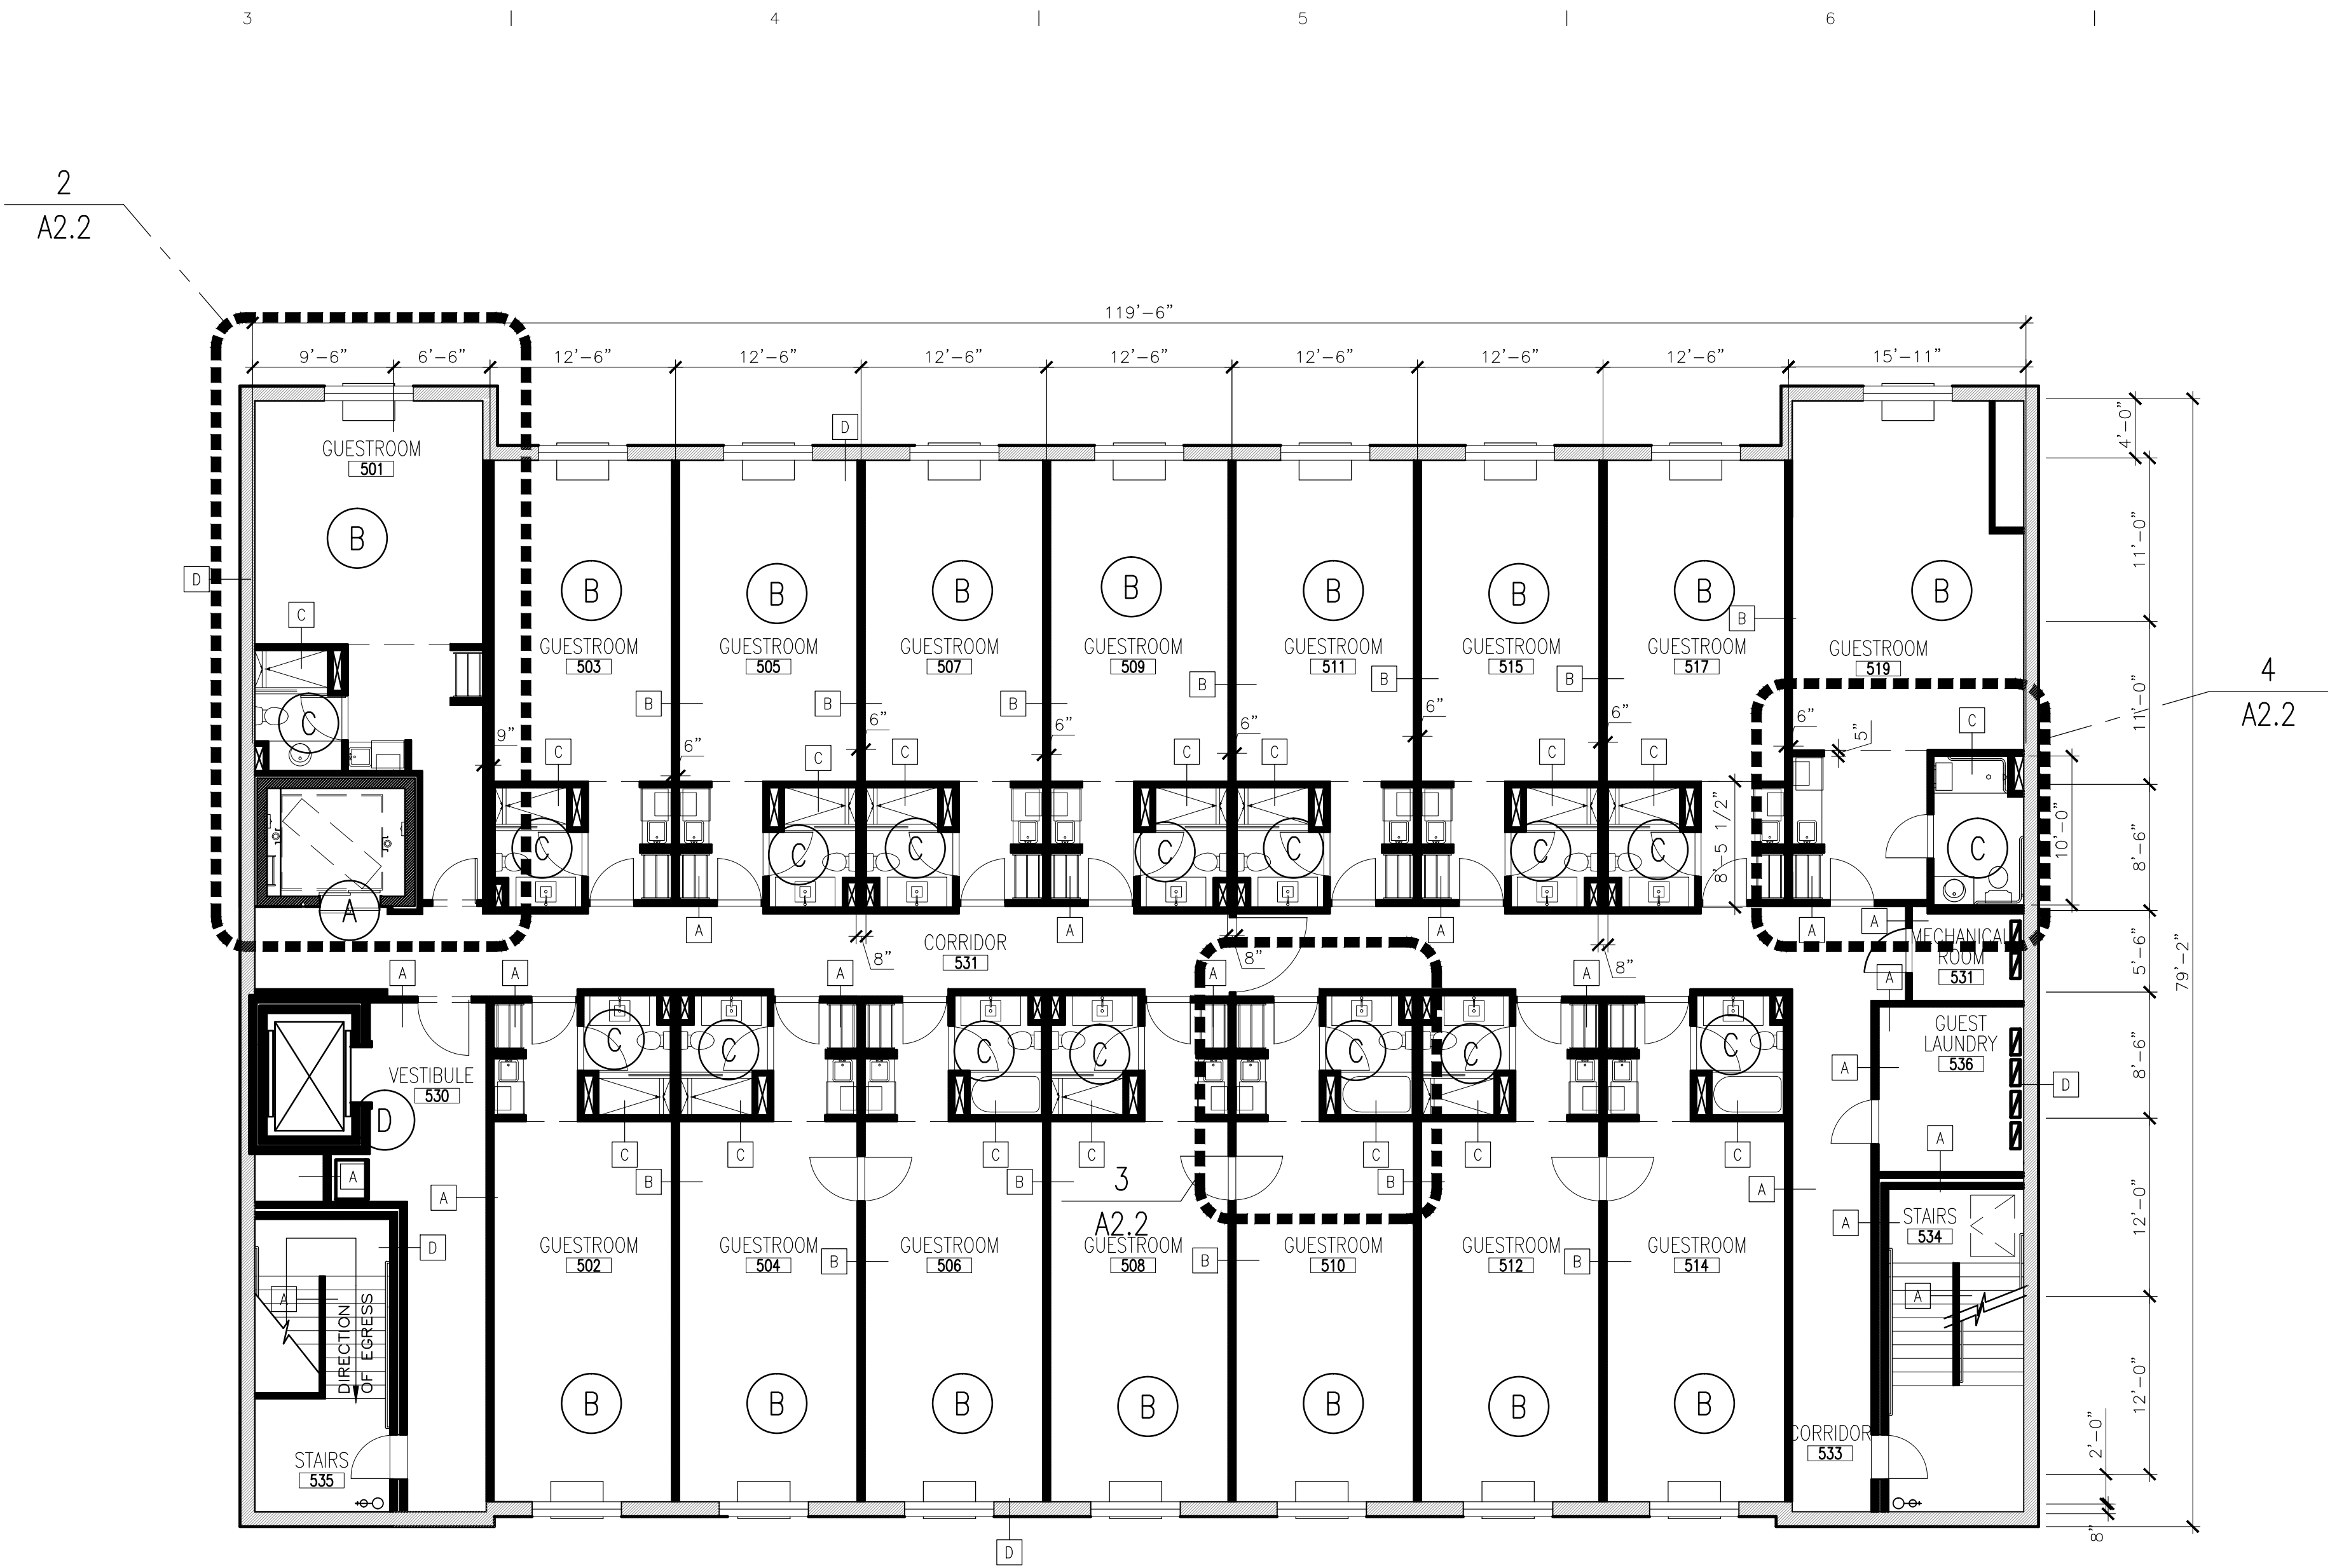 3 4 5 6
2
A2.2
119'-6"
9'-6" 6'-6" 12'-6" 12'-6" 12'-6" 12'-6" 12'-6" 12'-6" 12'-6" 15'-11"
4'-0"
D
GUESTROOM
501
11'-0"
B
D
B B B B B B B B
C
B
GUESTROOM GUESTROOM GUESTROOM GUESTROOM GUESTROOM GUESTROOM GUESTROOM GUESTROOM
503 505 507 509 511 515 517 519
4
A2.2
B B B B B B
11'-0"
C
9" 6" 6" 6" 6" 6" 6" 6" 5"
C C C C C C C C
8'-5 1/2"
10'-0"
8'-6"
C C C C C C C C
A
A A A A A
CORRIDOR
531
8" 8" 8"
MECHANICAL
ROOM
531
5'-6"
79'-2"
A A A A A A
GUEST
LAUNDRY
536
8'-6"
C C C C C C C
VESTIBULE
530
A
D
D
A
C C C C C C
A
A B B B A
3
A2.2
12'-0"
D
A
STAIRS
534
GUESTROOM GUESTROOM GUESTROOM GUESTROOM GUESTROOM GUESTROOM GUESTROOM
502 504 506 508 510 512 514
B B B
A
DIRECTION
OF EGRESS
A
12'-0"
B B B B B B B
CORRIDOR
533
2'-0"
STAIRS
535
8"
D